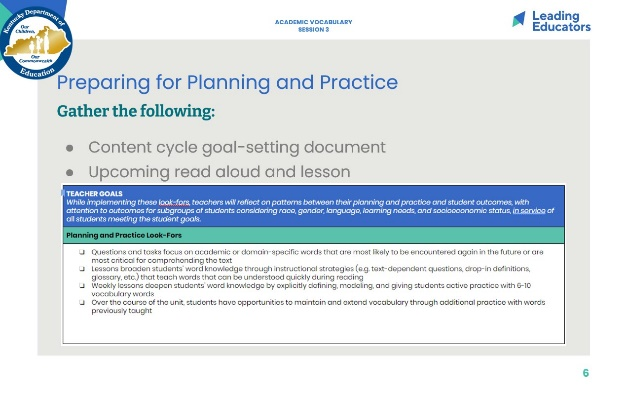 Kentucky Department of
Our
Children,
Our
Commonwealth
Education
ACADEMIC VOCABULARY
SESSION 3
Leading
Educators
Preparing for Planning and Practice
Gather the following:
● Content cycle goal-setting document
● Upcoming read aloud and lesson
TEACHER GOALS
While implementing these look-fors, teachers will reflect on patterns between their planning and practice and student outcomes, with
attention to outcomes for subgroups of students considering race, gender, language, learning needs, and socioeconomic status, in service of
all students meeting the student goals.
Planning and Practice Look-Fors
❏ Questions and tasks focus on academic or domain-specific words that are most likely to be encountered again in the future or are
most critical for comprehending the text
❏ Lessons broaden students' word knowledge through instructional strategies (e.g. text-dependent questions, drop-in definitions,
glossary, etc.) that teach words that can be understood quickly during reading
❏ Weekly lessons deepen students' word knowledge by explicitly defining, modeling, and giving students active practice with 6-10
vocabulary words
❏ Over the course of the unit, students have opportunities to maintain and extend vocabulary through additional practice with words
previously taught
6